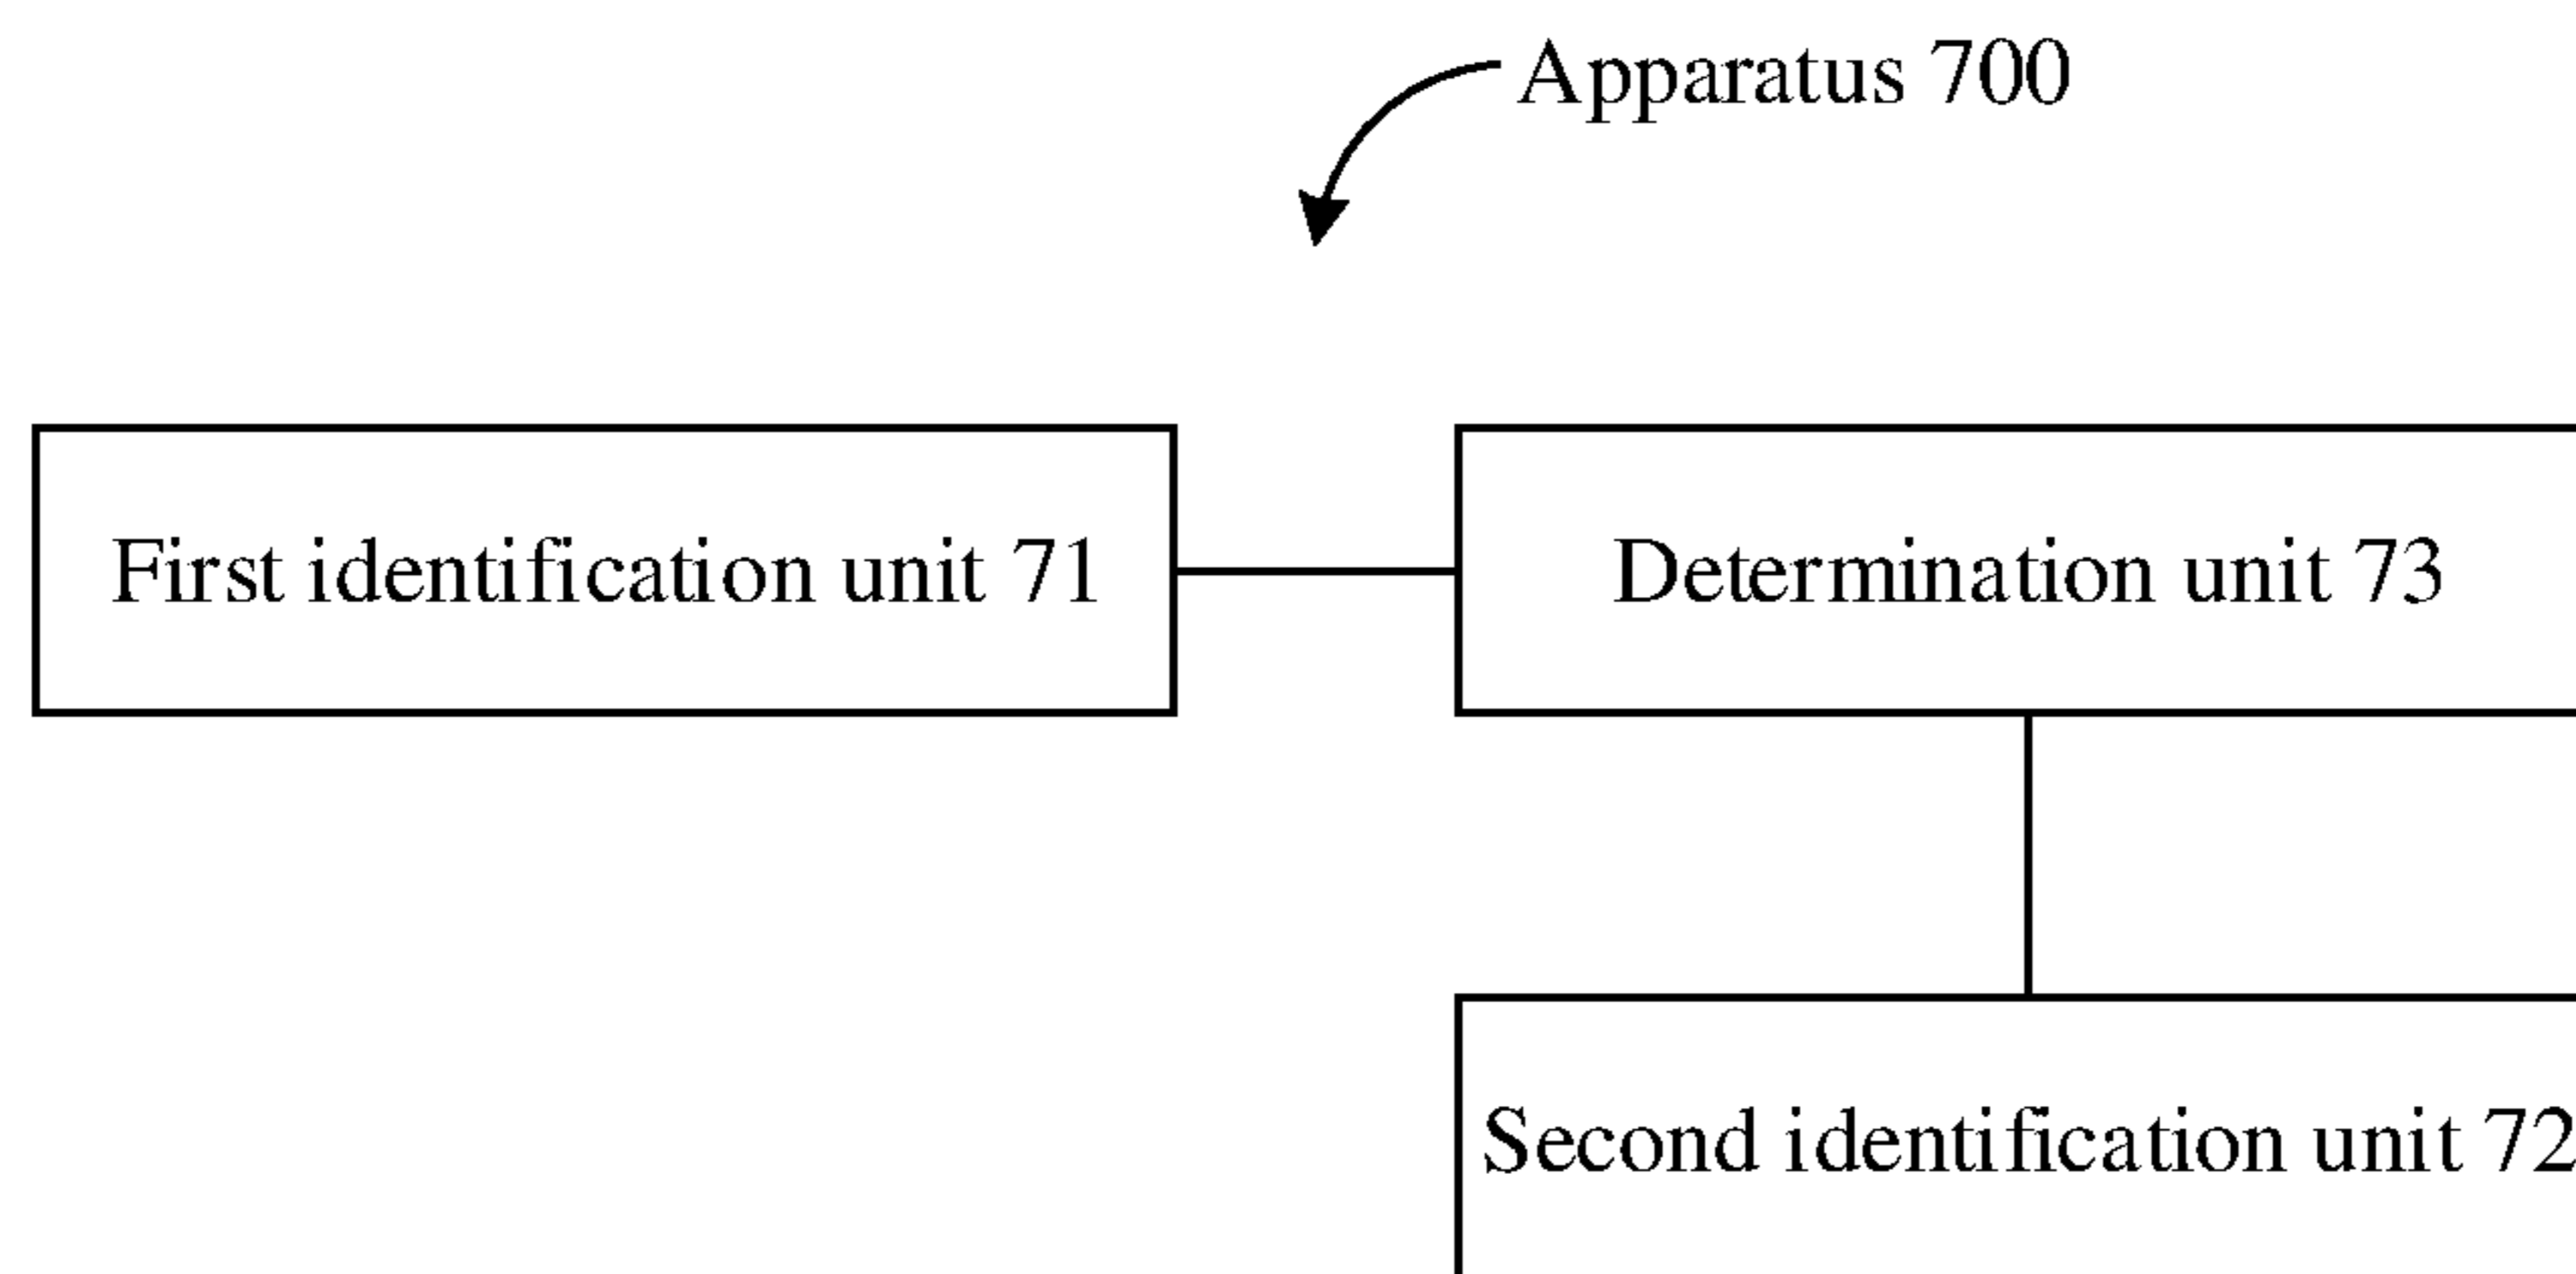 Apparatus 700
First identification unit 71
Determination unit 73
Second identification unit 72